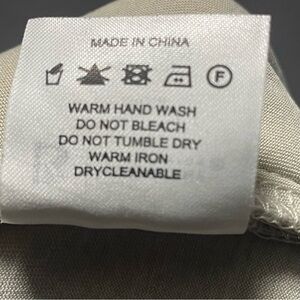 MADE IN CHINA
F
WARM HAND WASH
DO NOT BLEACH
DO NOT TUMBLE DRY
WARM IRON
DRYCLEANABLE